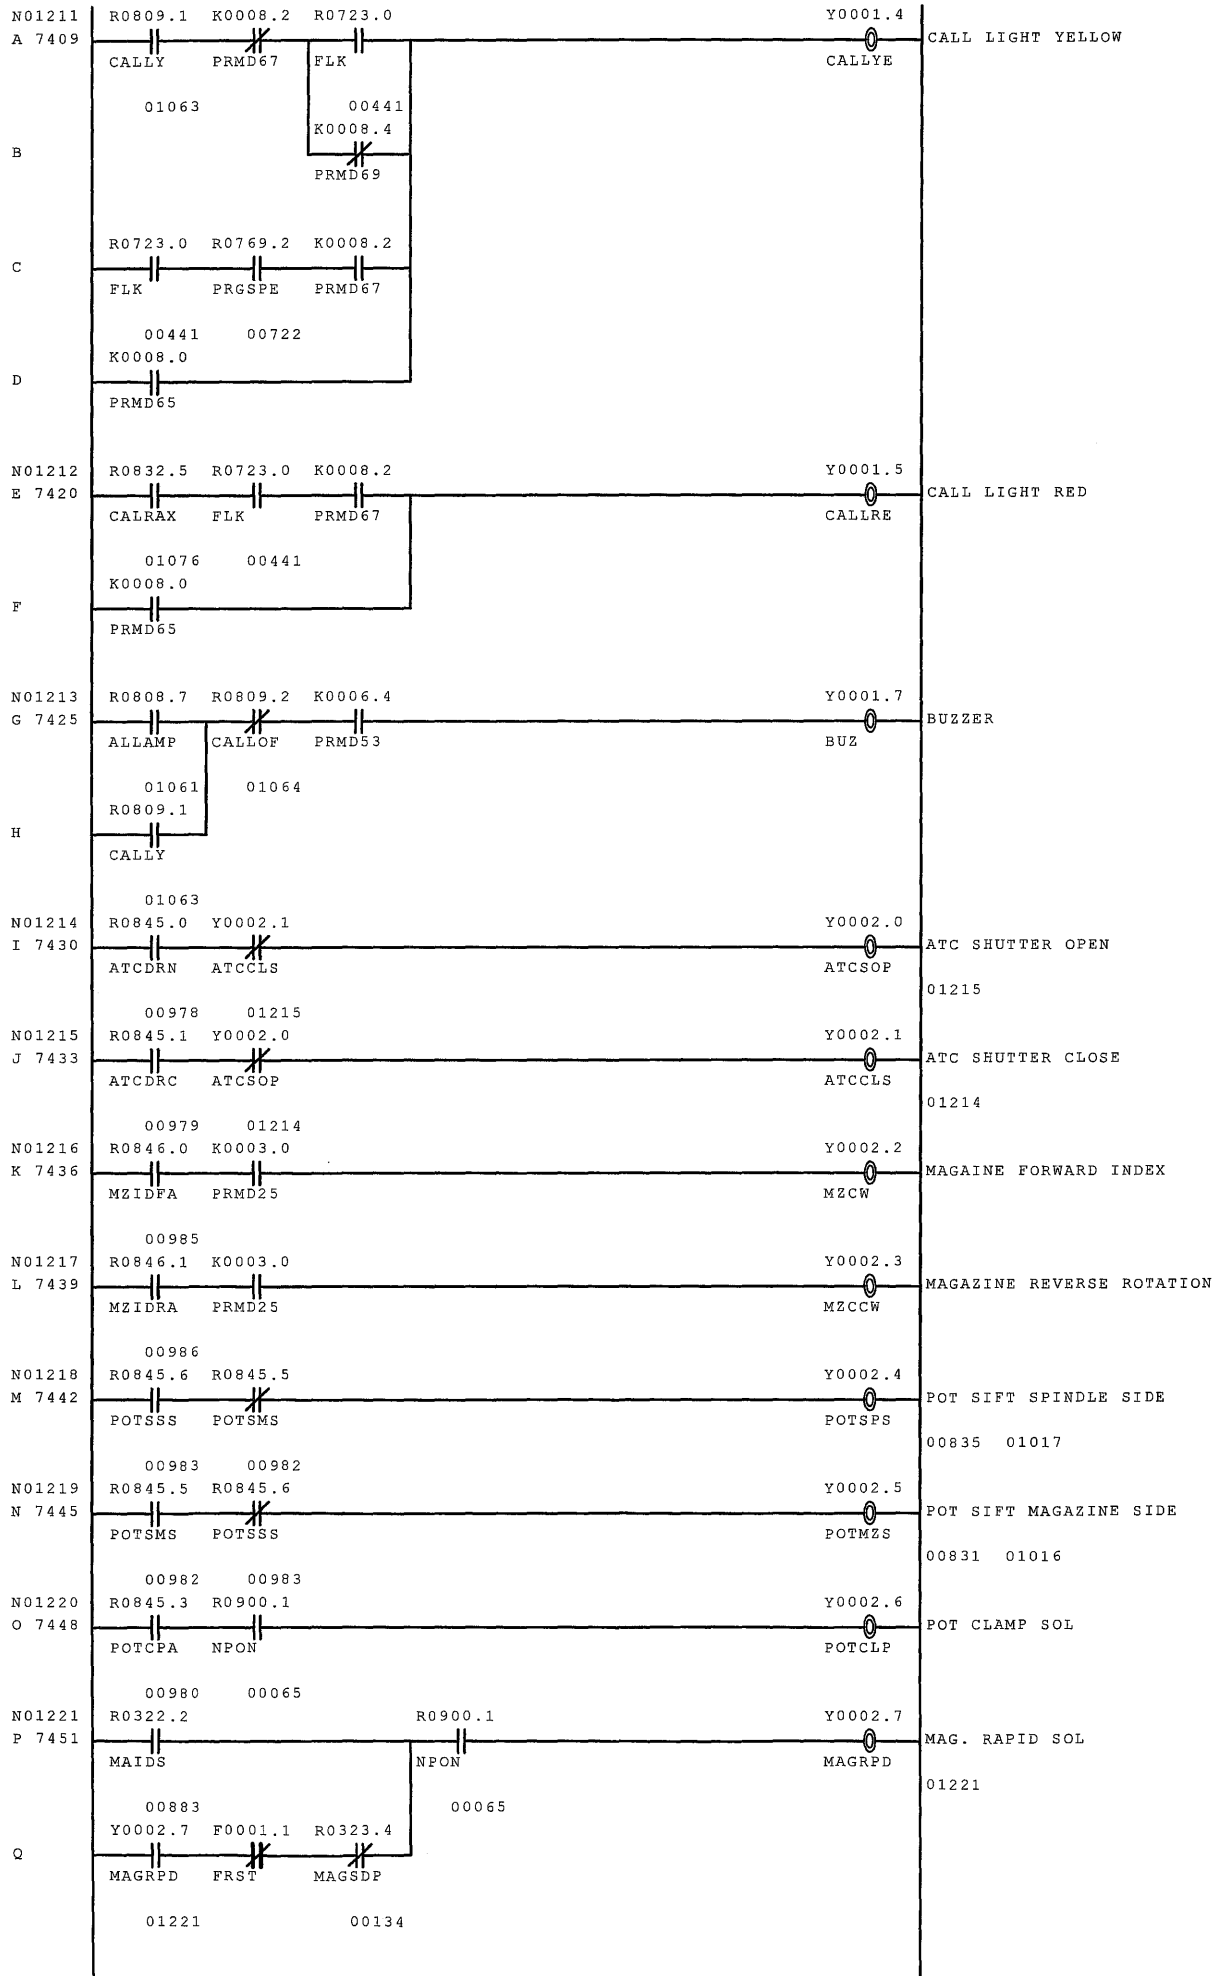 N01211 R0809.1 K0008.2 R0723.0 Y0001.4
A 7409 CALL LIGHT YELLOW
CALLY PRMD67 FLK CALLYE
01063 00441
K0008.4
B
PRMD69
R0723.0 R0769.2 K0008.2
C
FLK PRGSPE PRMD67
00441 00722
K0008.0
D
PRMD65
N01212 R0832.5 R0723.0 K0008.2 Y0001.5
E 7420 CALL LIGHT RED
CALRAX FLK PRMD67 CALLRE
01076 00441
K0008.0
F
PRMD65
N01213 R0808.7 R0809.2 K0006.4 Y0001.7
G 7425 BUZZER
ALLAMP CALLOF PRMD53 BUZ
01061 01064
R0809.1
H
CALLY
01063
N01214 R0845.0 Y0002.1 Y0002.0
I 7430 ATC SHUTTER OPEN
ATCDRN ATCCLS ATCSOP
01215
00978 01215
N01215 R0845.1 Y0002.0 Y0002.1
J 7433 ATC SHUTTER CLOSE
ATCDRC ATCSOP ATCCLS
01214
00979 01214
N01216 R0846.0 K0003.0 Y0002.2
K 7436 MAGAINE FORWARD INDEX
MZIDFA PRMD25 MZCW
00985
N01217 R0846.1 K0003.0 Y0002.3
L 7439 MAGAZINE REVERSE ROTATION
MZIDRA PRMD25 MZCCW
00986
N01218 R0845.6 R0845.5 Y0002.4
M 7442 POT SIFT SPINDLE SIDE
POTSSS POTSMS POTSPS
00835 01017
00983 00982
N01219 R0845.5 R0845.6 Y0002.5
N 7445 POT SIFT MAGAZINE SIDE
POTSMS POTSSS POTMZS
00831 01016
00982 00983
N01220 R0845.3 R0900.1 Y0002.6
O 7448 POT CLAMP SOL
POTCPA NPON POTCLP
00980 00065
N01221 R0322.2 R0900.1 Y0002.7
P 7451 MAG. RAPID SOL
MAIDS NPON MAGRPD
01221
00883 00065
Y0002.7 F0001.1 R0323.4
Q
MAGRPD FRST MAGSDP
01221 00134